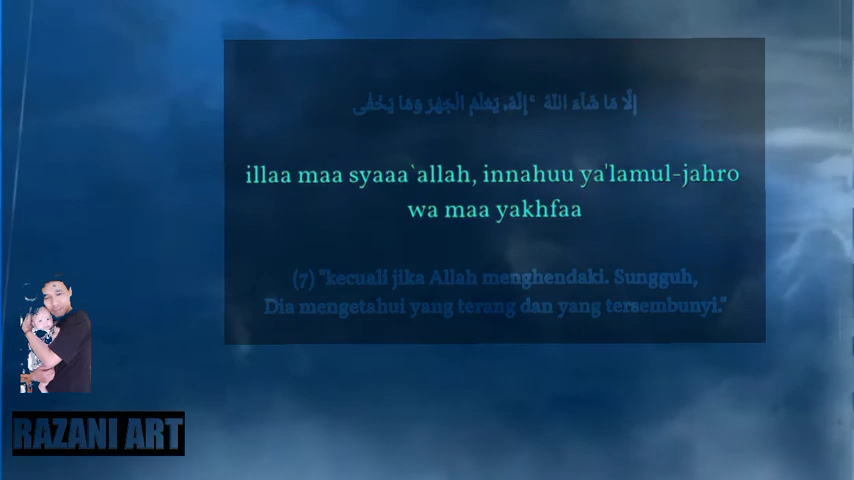 إِلَّا مَا شَآءَ اللّٰهُ ۗ اِنَّهٗ يَعْلَمُ الْجَهْرَ وَمَا يَخْفٰى
illaa maa syaaa`allah, innahuu ya'lamul-jahro
wa maa yakhfaa
(7) "kecuali jika Allah menghendaki. Sungguh,
Dia mengetahui yang terang dan yang tersembunyi."
RAZANI ART